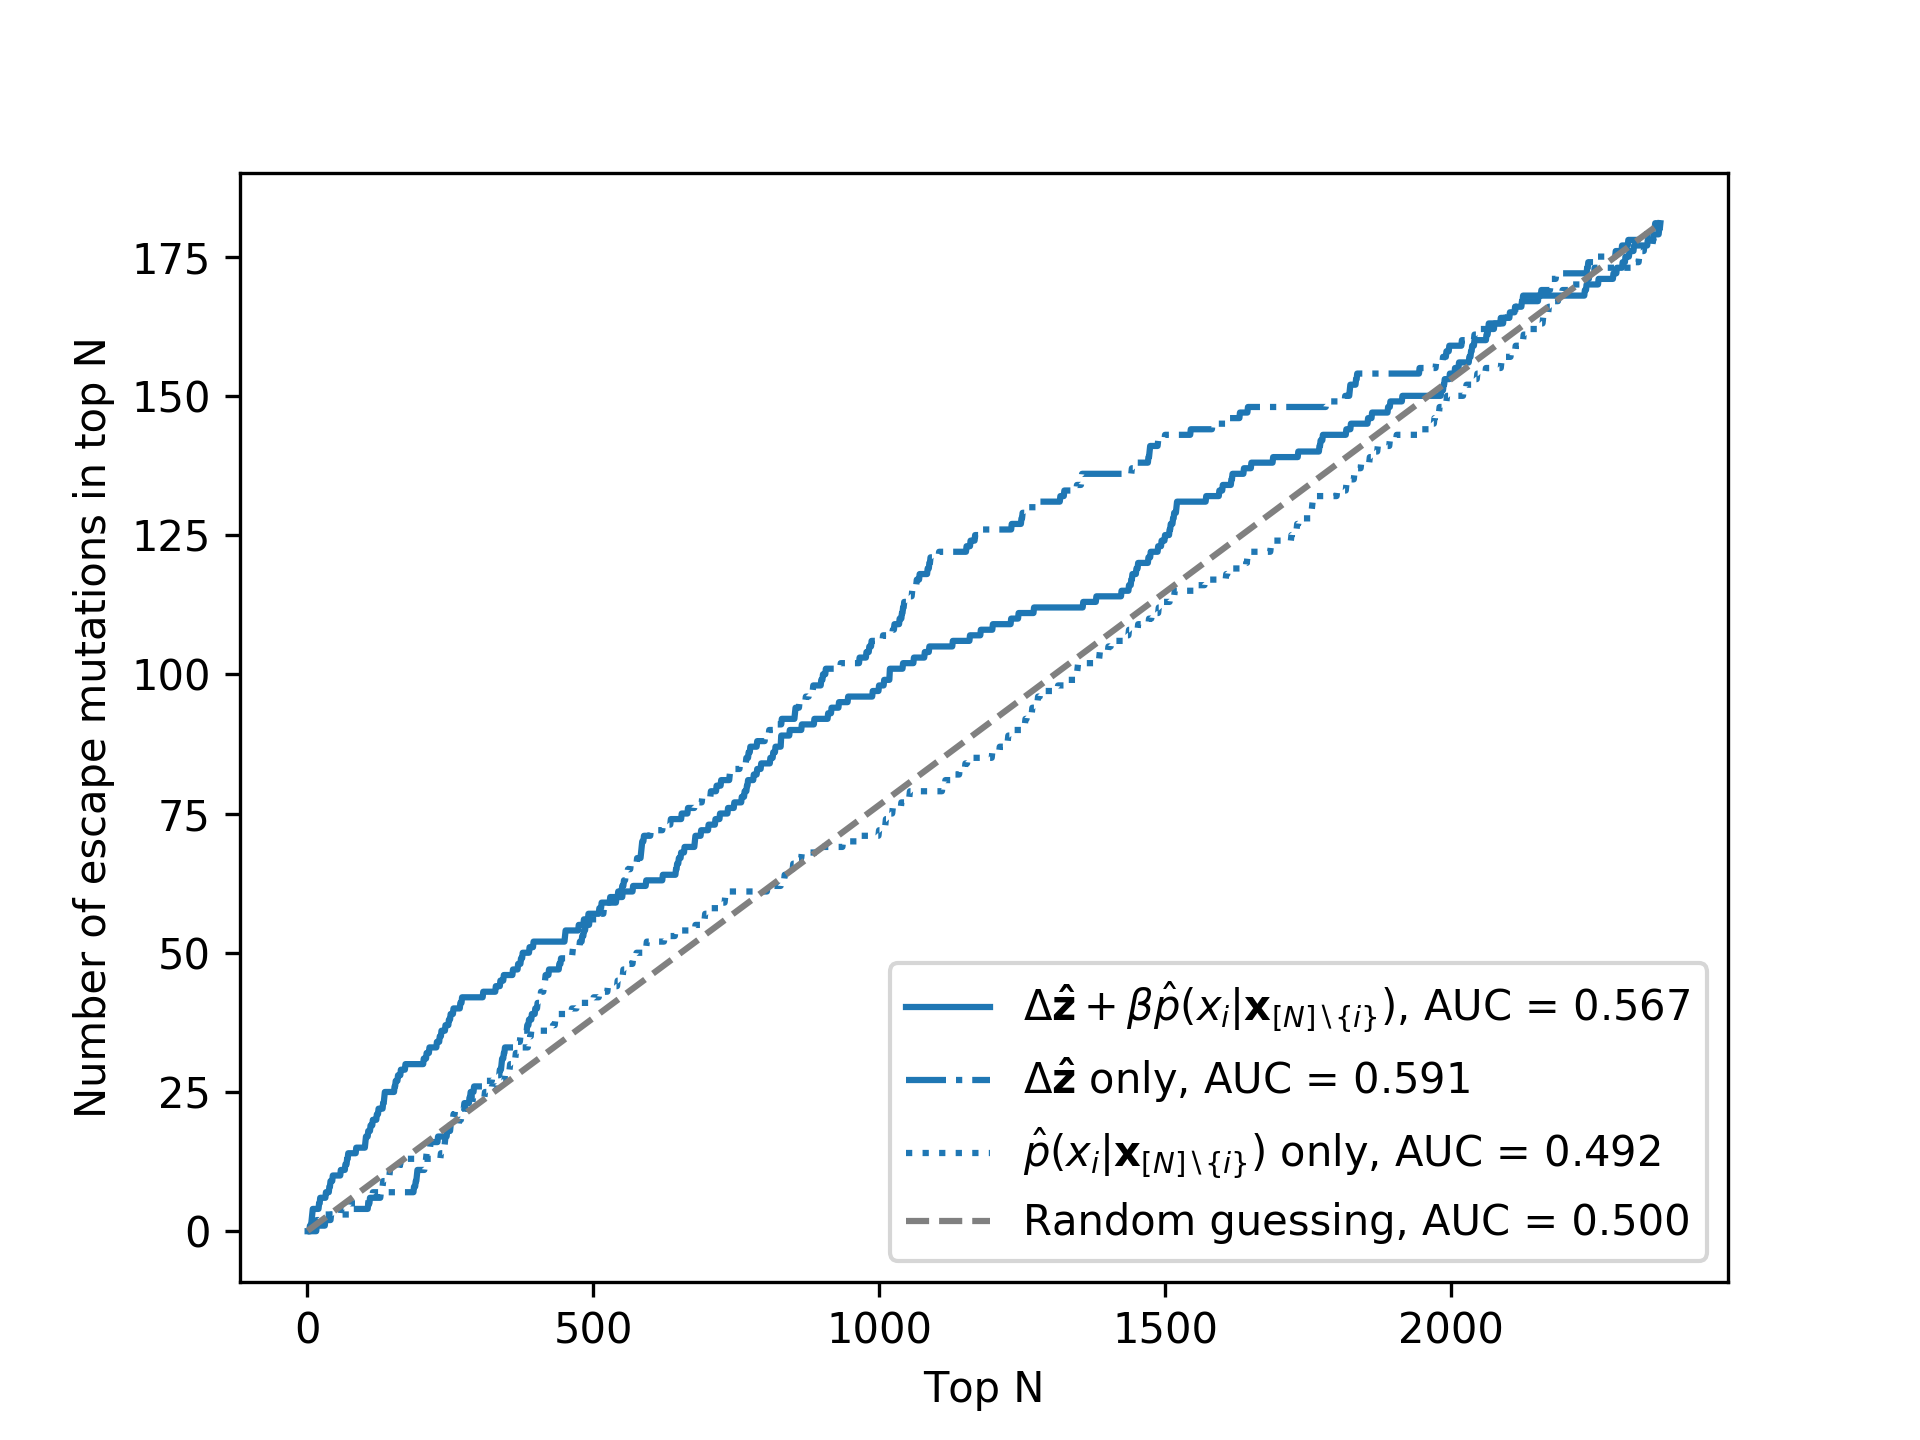 175
150
125
100
75
50
25
0
Number of escape mutations in top N
0 500 1000 1500 2000
Top N
Δẑ + βp̂(xᵢ|x_{[N]\{i}}), AUC = 0.567
Δẑ only, AUC = 0.591
p̂(xᵢ|x_{[N]\{i}}) only, AUC = 0.492
Random guessing, AUC = 0.500